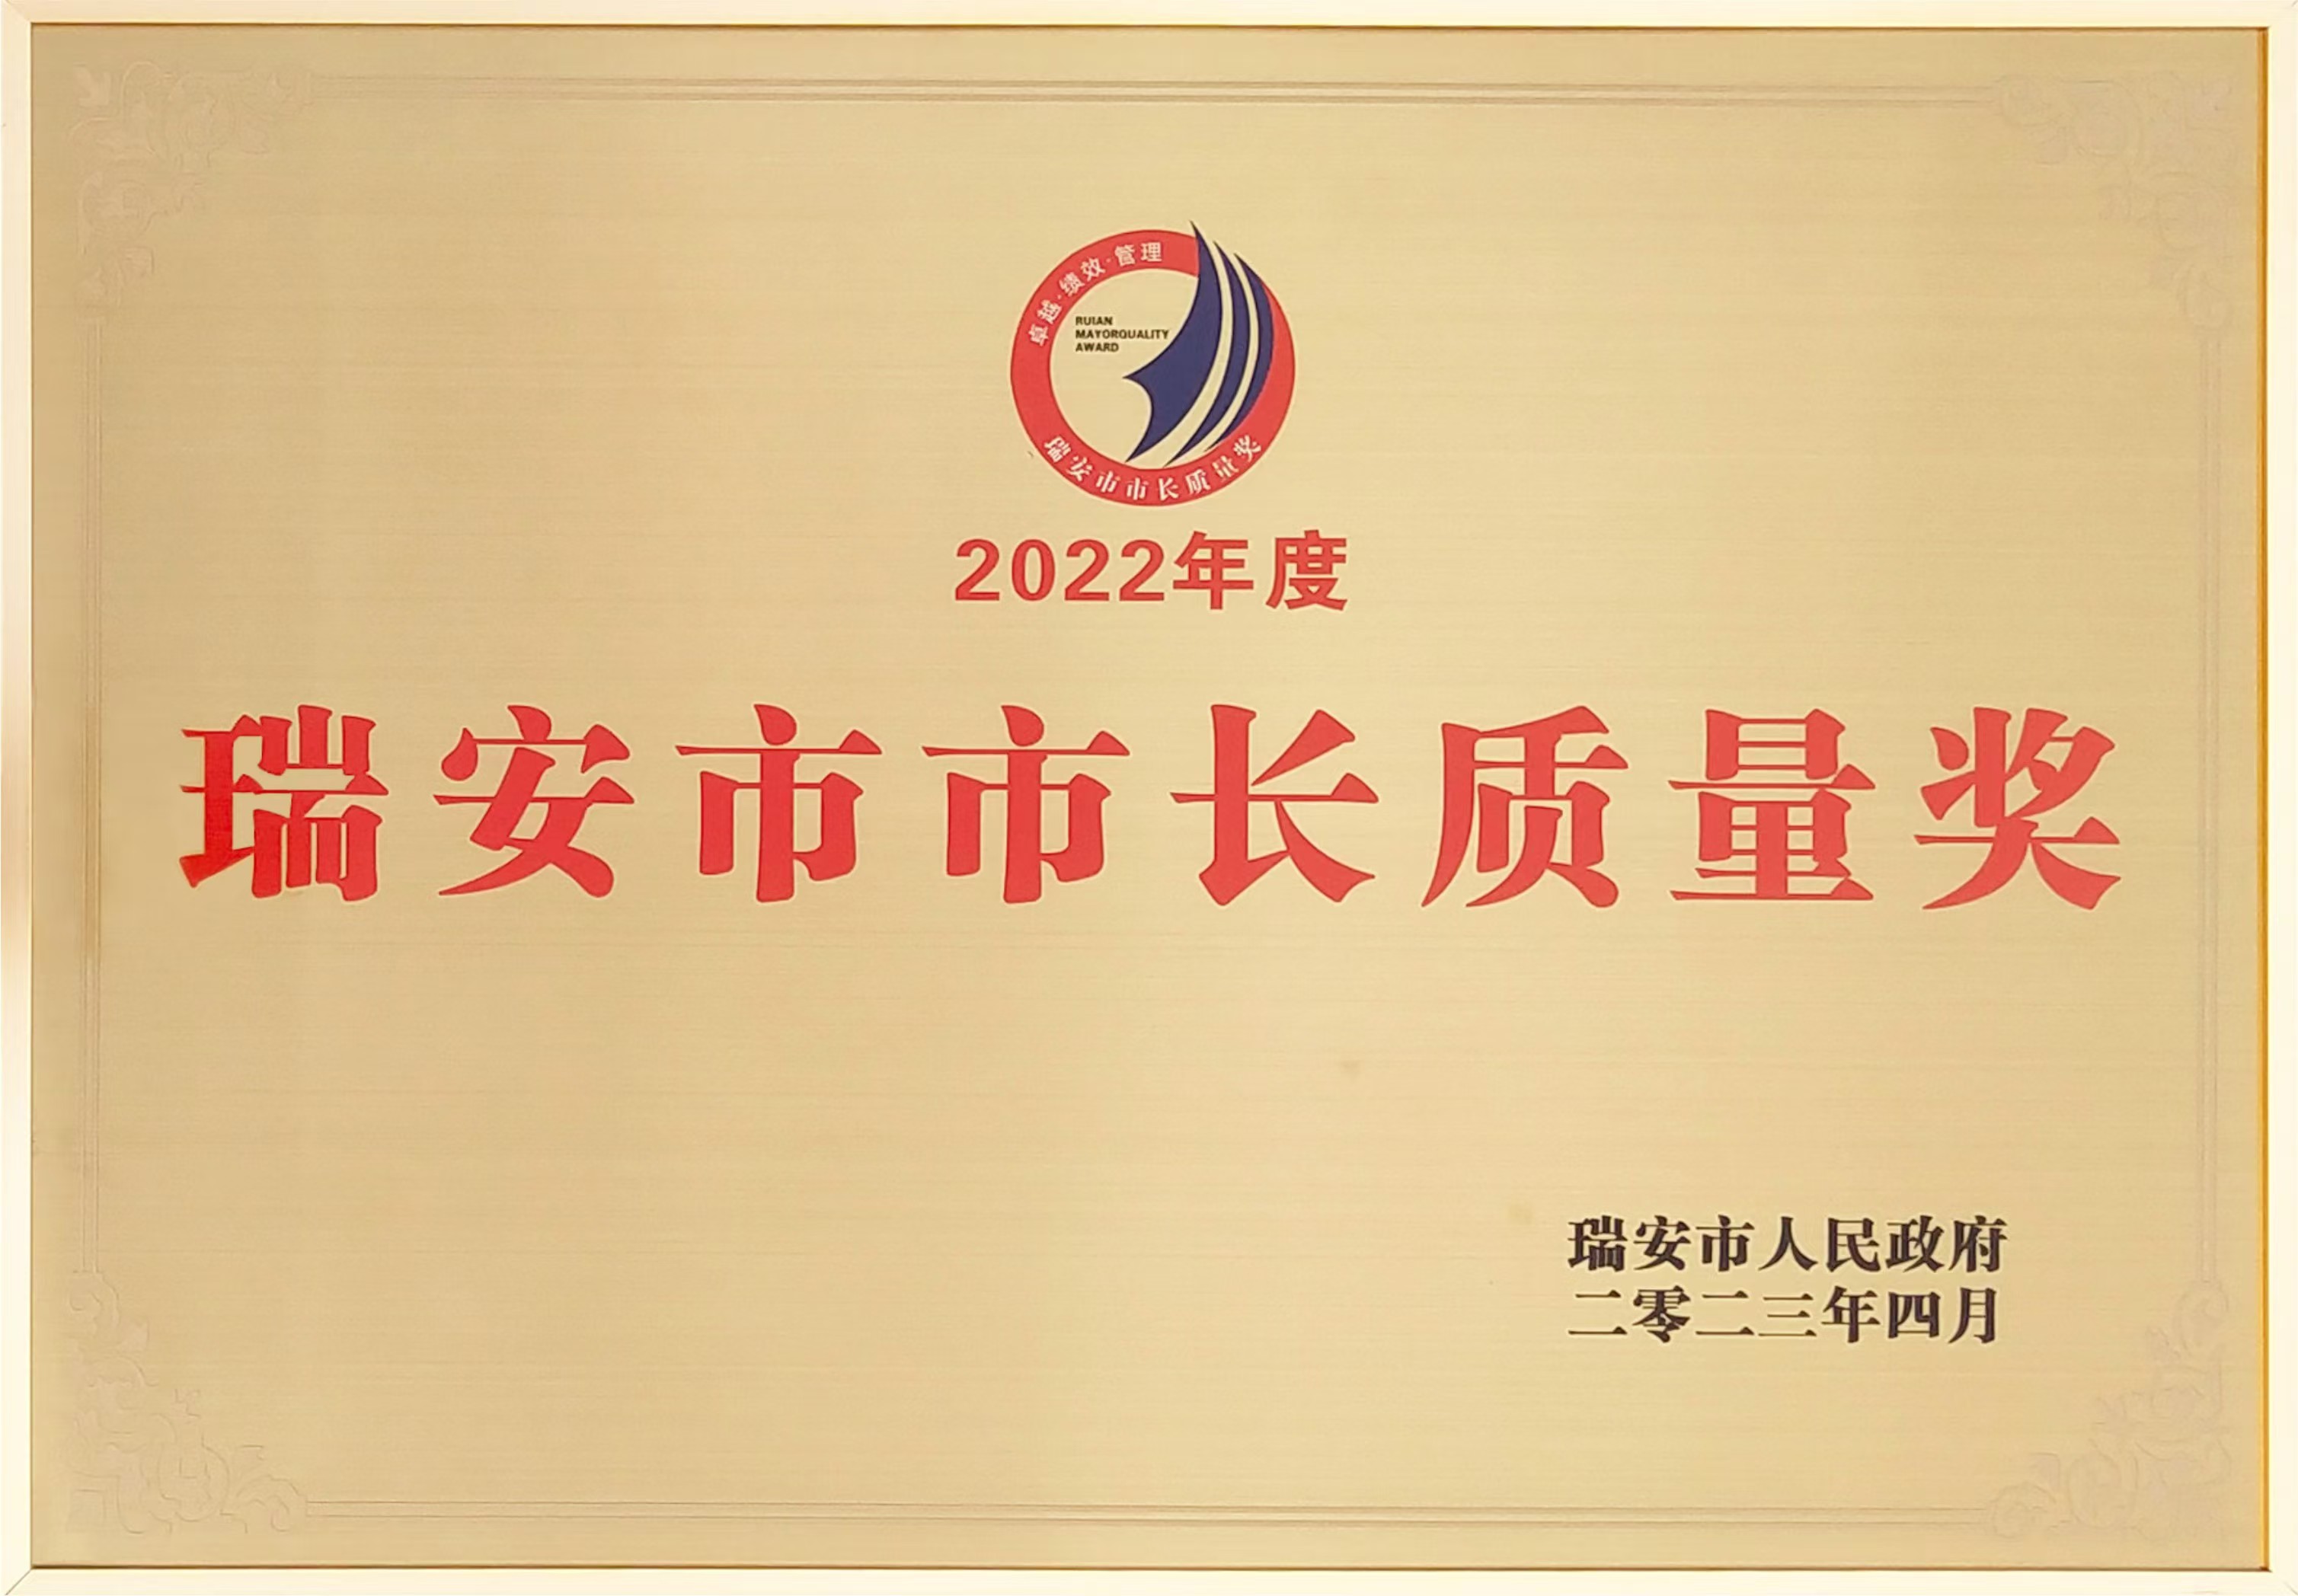 卓越·绩效·管理
RUIAN
MAYORQUALITY
AWARD
瑞安市市长质量奖
2022年度
瑞安市市长质量奖
瑞安市人民政府
二零二三年四月